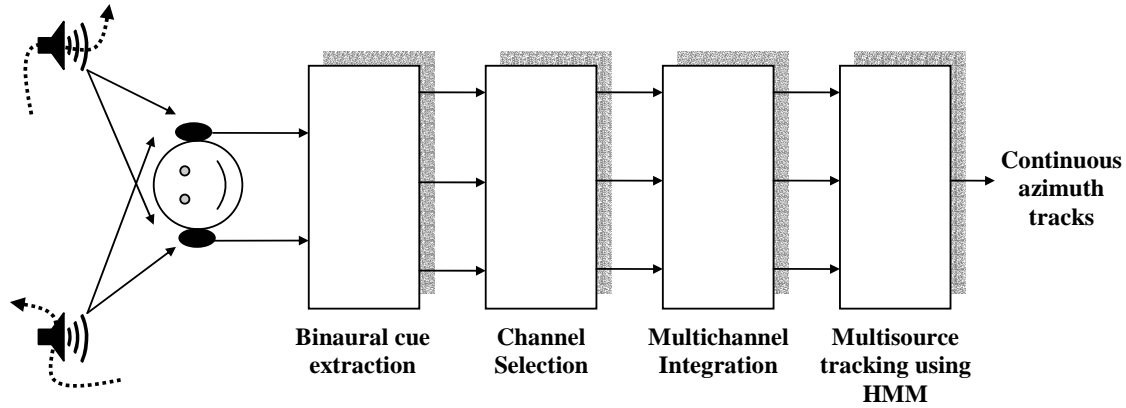 Binaural cue
extraction
Channel
Selection
Multichannel
Integration
Multisource
tracking using
HMM
Continuous
azimuth
tracks